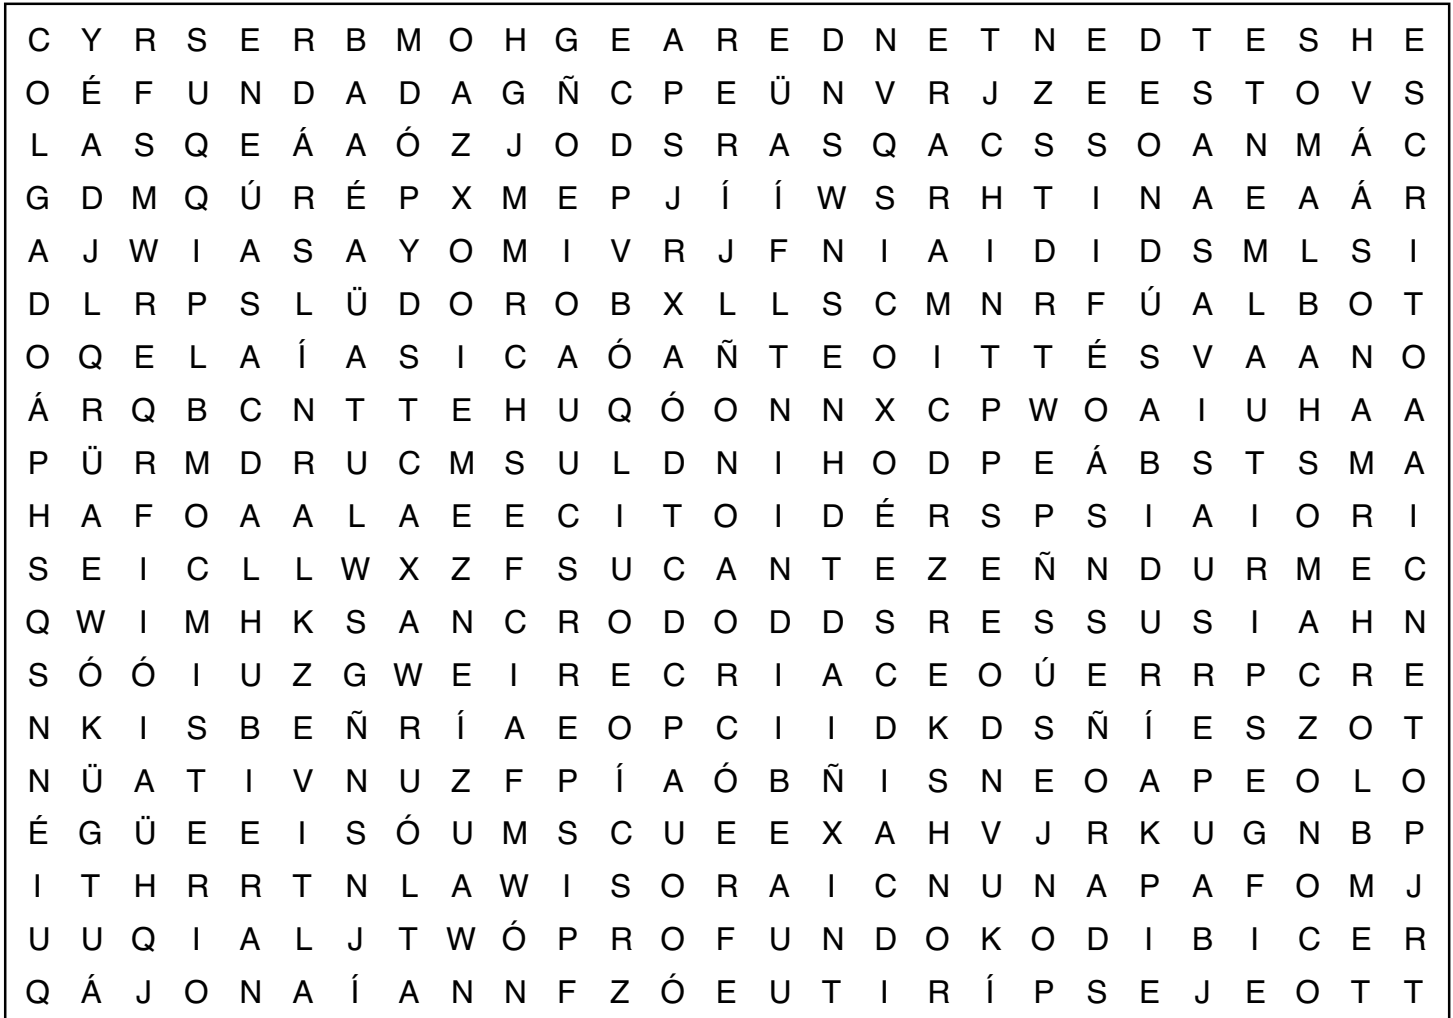 C Y R S E R B M O H G E A R E D N E T N E D T E S H E
O É F U N D A D A G Ñ C P E Ü N V R J Z E E S T O V S
L A S Q E Á A Ó Z J O D S R A S Q A C S S O A N M Á C
G D M Q Ú R É P X M E P J Í Í W S R H T I N A E A Á R
A J W I A S A Y O M I V R J F N I A I D I D S M L S I
D L R P S L Ü D O R O B X L L S C M N R F Ú A L B O T
O Q E L A Í A S I C A Ó A Ñ T E O I T T É S V A A N O
Á R Q B C N T T E H U Q Ó O N N X C P W O A I U H A A
P Ü R M D R U C M S U L D N I H O D P E Á B S T S M A
H A F O A A L A E E C I T O I D É R S P S I A I O R I
S E I C L L W X Z F S U C A N T E Z E Ñ N D U R M E C
Q W I M H K S A N C R O D O D D S R E S S U S I A H N
S Ó Ó I U Z G W E I R E C R I A C E O Ú E R R P C R E
N K I S B E Ñ R Í A E O P C I I D K D S Ñ Í E S Z O T
N Ü A T I V N U Z F P Í A Ó B Ñ I S N E O A P E O L O
É G Ü E E I S Ó U M S C U E E X A H V J R K U G N B P
I T H R R T N L A W I S O R A I C N U N A P A F O M J
U U Q I A L J T W Ó P R O F U N D O K O D I B I C E R
Q Á J O N A Í A N N F Z Ó E U T I R Í P S E J E O T T